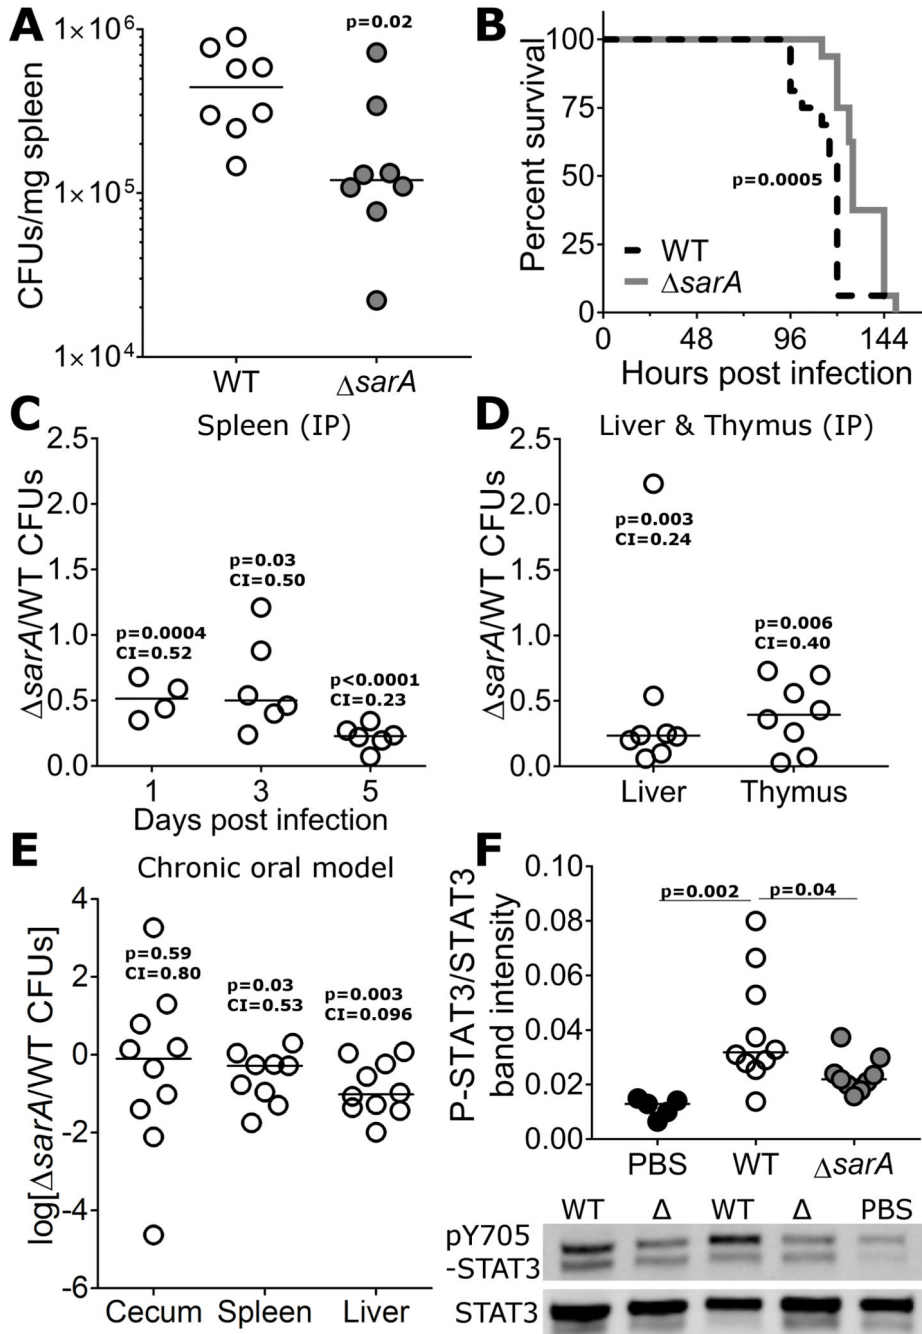 A
CFUs/mg spleen
1×10⁶
1×10⁵
1×10⁴
p=0.02
WT
ΔsarA
B
Percent survival
100
75
50
25
0
p=0.0005
WT
ΔsarA
0
48
96
144
Hours post infection
C
Spleen (IP)
ΔsarA/WT CFUs
2.5
2.0
1.5
1.0
0.5
0.0
p=0.0004
CI=0.52
p=0.03
CI=0.50
p<0.0001
CI=0.23
1
3
5
Days post infection
D
Liver & Thymus (IP)
ΔsarA/WT CFUs
2.5
2.0
1.5
1.0
0.5
0.0
p=0.003
CI=0.24
p=0.006
CI=0.40
Liver
Thymus
E
Chronic oral model
log[ΔsarA/WT CFUs]
4
2
0
-2
-4
-6
p=0.59
CI=0.80
p=0.03
CI=0.53
p=0.003
CI=0.096
Cecum
Spleen
Liver
F
P-STAT3/STAT3
band intensity
0.10
0.08
0.06
0.04
0.02
0.00
p=0.002
p=0.04
PBS
WT
ΔsarA
WT
Δ
WT
Δ
PBS
pY705
-STAT3
STAT3